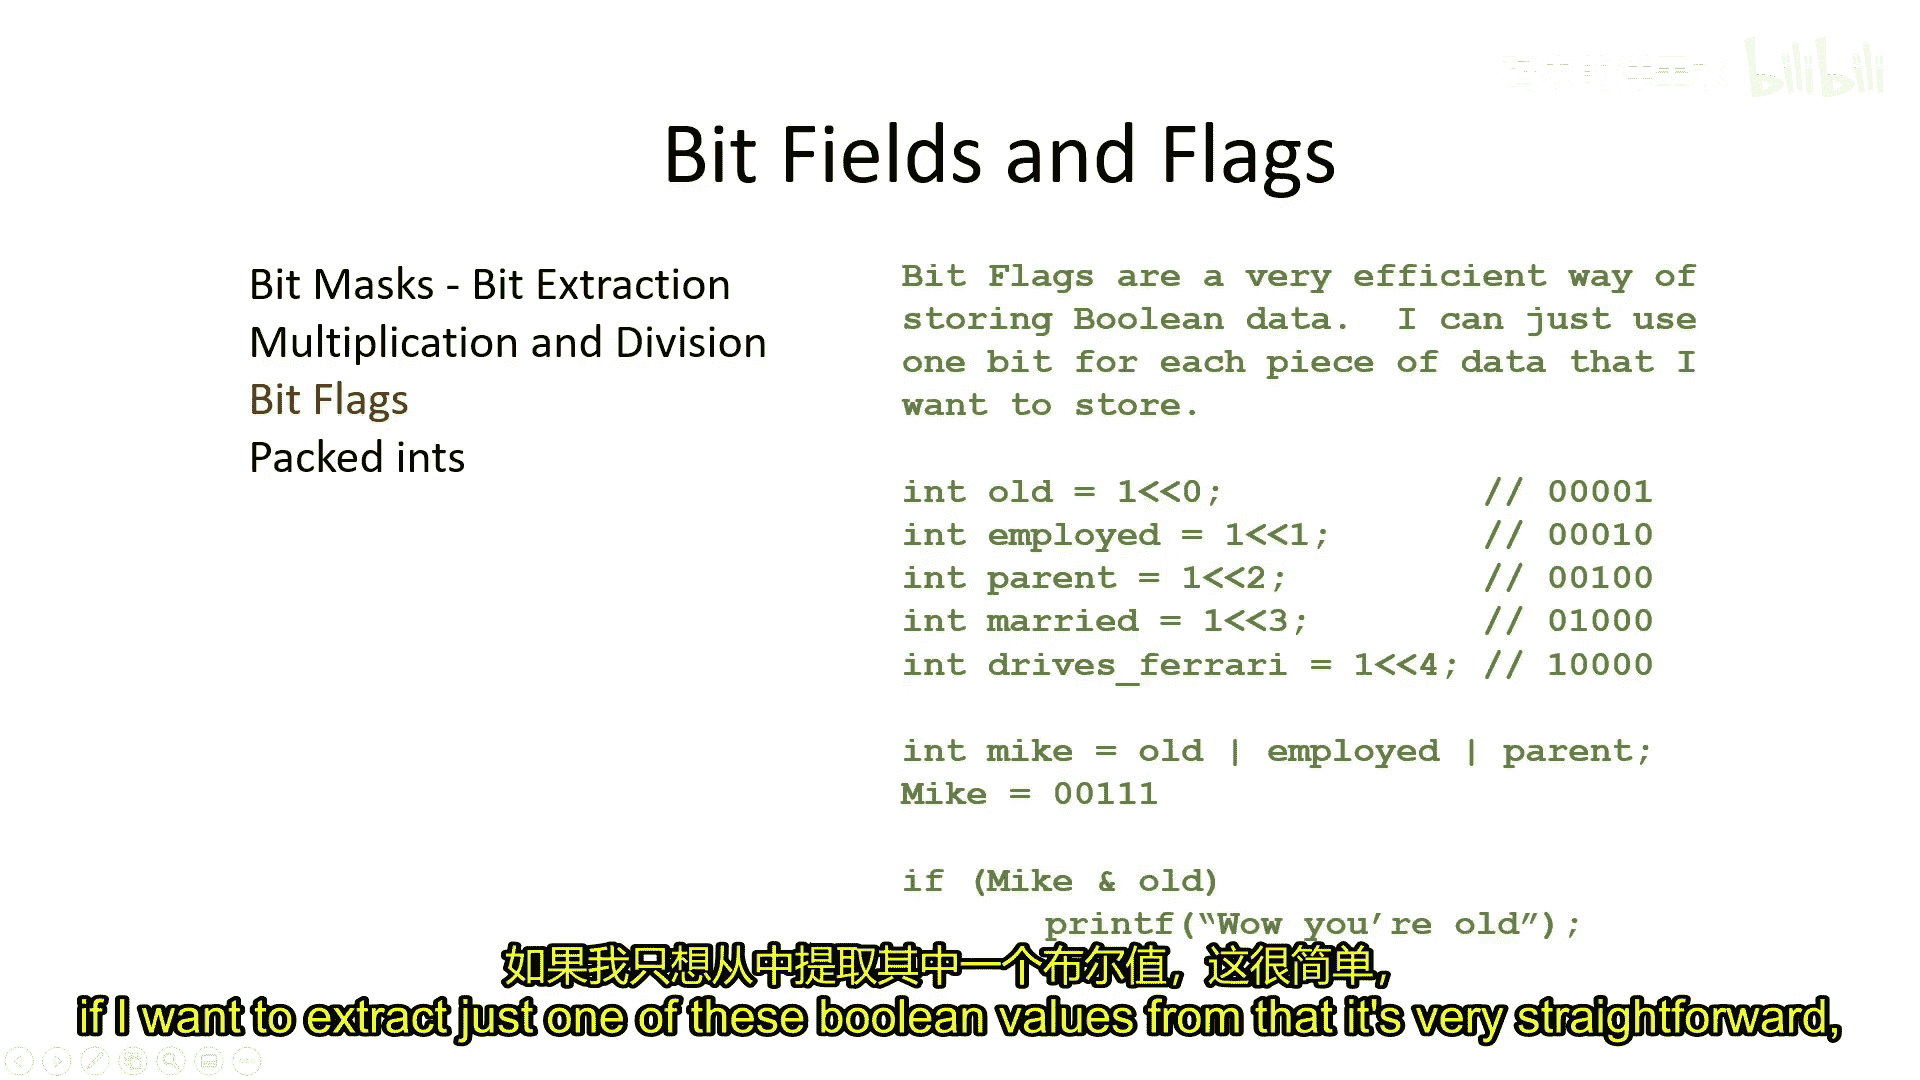 bilibili
Bit Fields and Flags
Bit Masks - Bit Extraction
Multiplication and Division
Bit Flags
Packed ints
Bit Flags are a very efficient way of
storing Boolean data.  I can just use
one bit for each piece of data that I
want to store.
int old = 1<<0;            // 00001
int employed = 1<<1;       // 00010
int parent = 1<<2;         // 00100
int married = 1<<3;        // 01000
int drives_ferrari = 1<<4; // 10000
int mike = old | employed | parent;
Mike = 00111
if (Mike & old)
printf(“Wow you’re old”);
如果我只想从中提取其中一个布尔值，这很简单，
if I want to extract just one of these boolean values from that it's very straightforward,